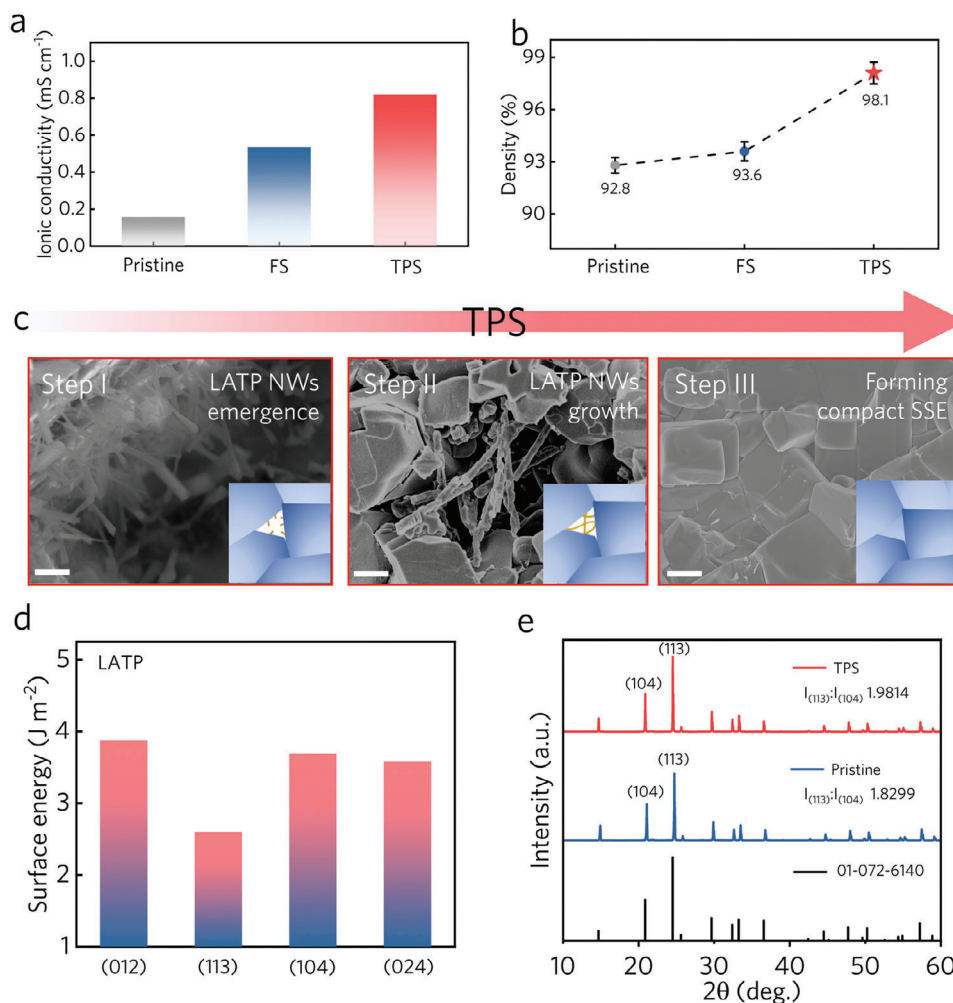 a
Ionic conductivity (mS cm⁻¹)
1.0
0.8
0.6
0.4
0.2
0.0
Pristine
FS
TPS
b
Density (%)
99
96
93
90
92.8
93.6
98.1
Pristine
FS
TPS
c
TPS
Step I
LATP NWs
emergence
Step II
LATP NWs
growth
Step III
Forming
compact SSE
d
LATP
Surface energy (J m⁻²)
5
4
3
2
1
(012)
(113)
(104)
(024)
e
Intensity (a.u.)
(113)
(104)
TPS
I₍₁₁₃₎:I₍₁₀₄₎ 1.9814
(113)
(104)
Pristine
I₍₁₁₃₎:I₍₁₀₄₎ 1.8299
01-072-6140
10
20
30
40
50
60
2θ (deg.)